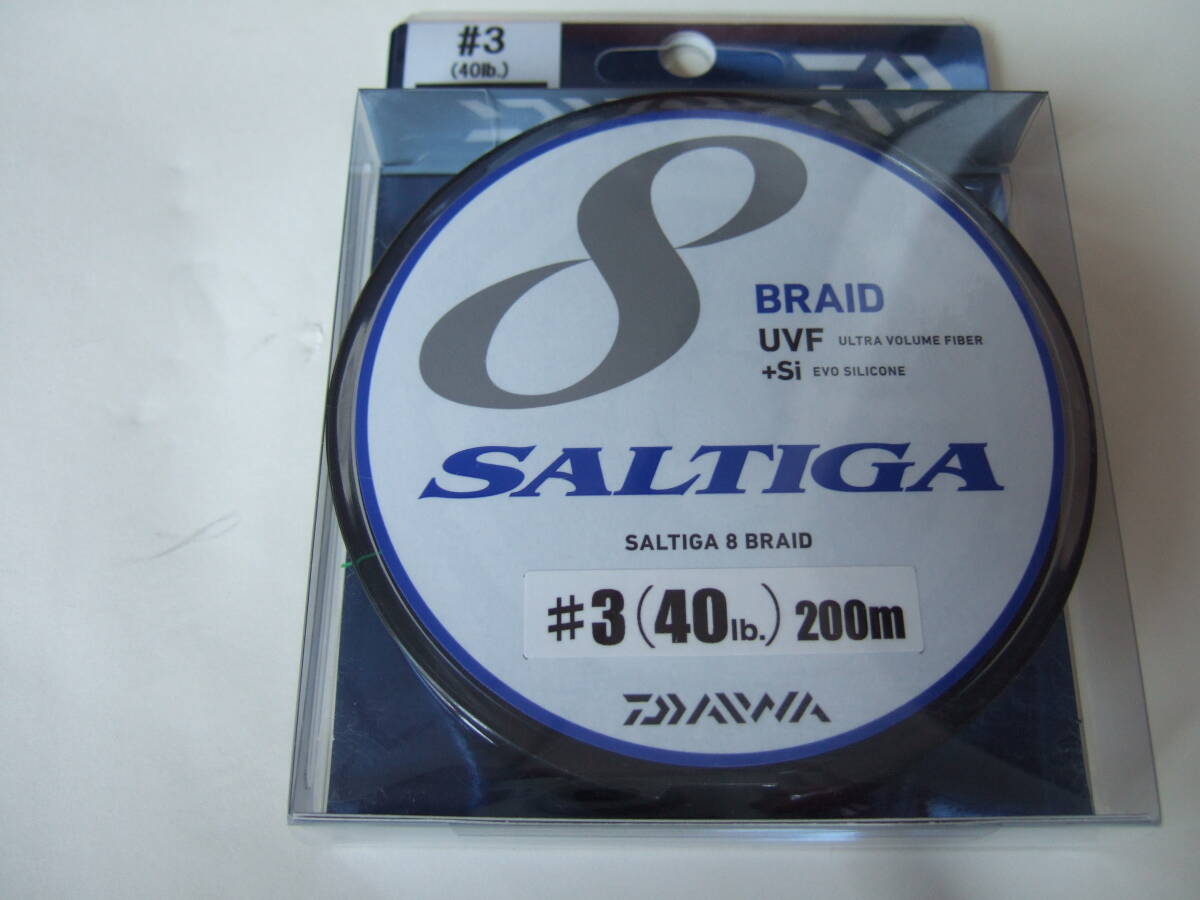 #3
(40lb.)
DAIWA
8
BRAID
UVF ULTRA VOLUME FIBER
+Si EVO SILICONE
SALTIGA
SALTIGA 8 BRAID
#3(40lb.) 200m
DAIWA